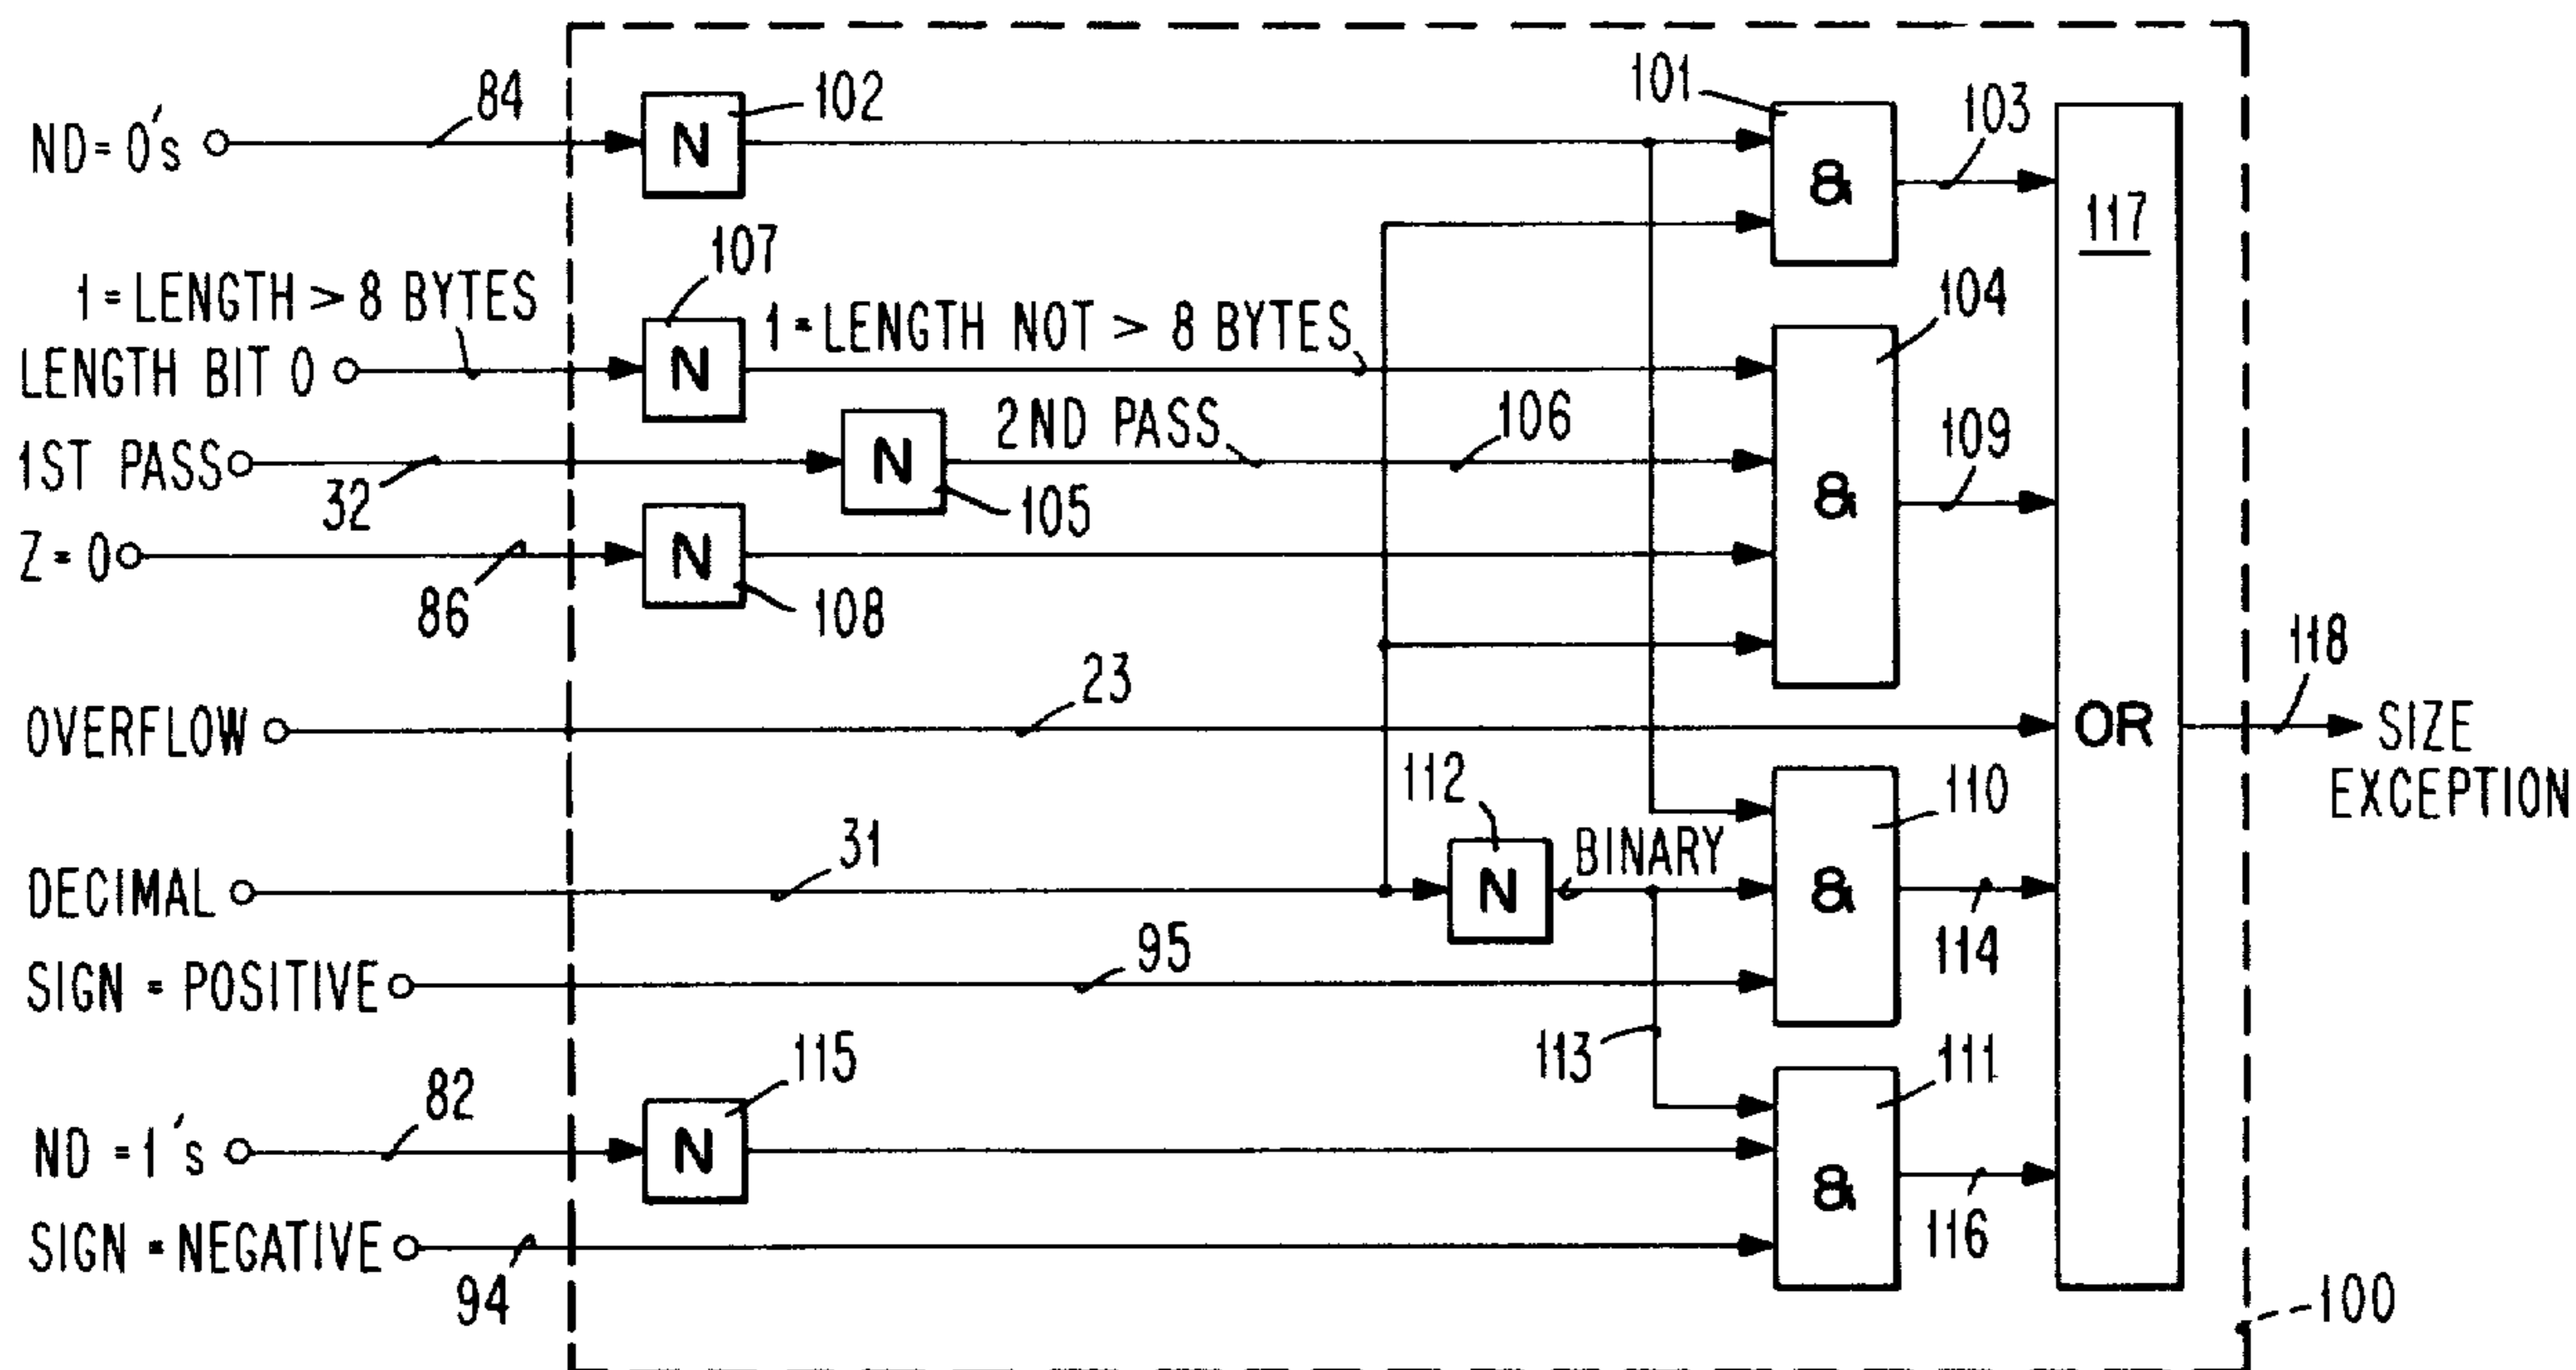 84
102
101
103
ND = 0's
N
&
117
107
1 = LENGTH > 8 BYTES
1 = LENGTH NOT > 8 BYTES
104
LENGTH BIT 0
N
2ND PASS
106
109
1ST PASS
32
N
105
&
Z = 0
86
N
108
OVERFLOW
23
OR
118
SIZE
EXCEPTION
112
110
DECIMAL
31
N
BINARY
&
114
SIGN = POSITIVE
95
113
115
111
82
ND = 1's
N
&
116
SIGN = NEGATIVE
94
100